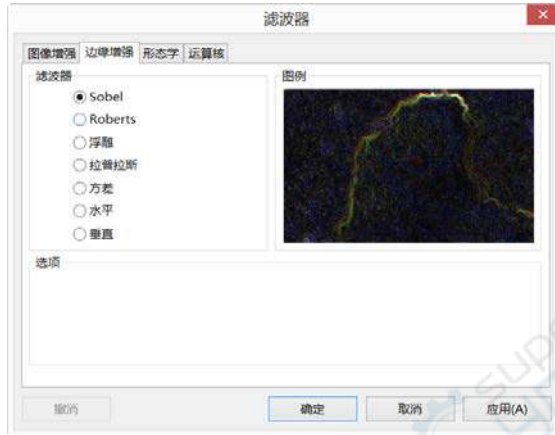 滤波器
图像增强 边缘增强 形态学 运算核
滤波器
Sobel
Roberts
浮雕
拉普拉斯
方差
水平
垂直
图例
选项
撤消
确定 取消 应用(A)